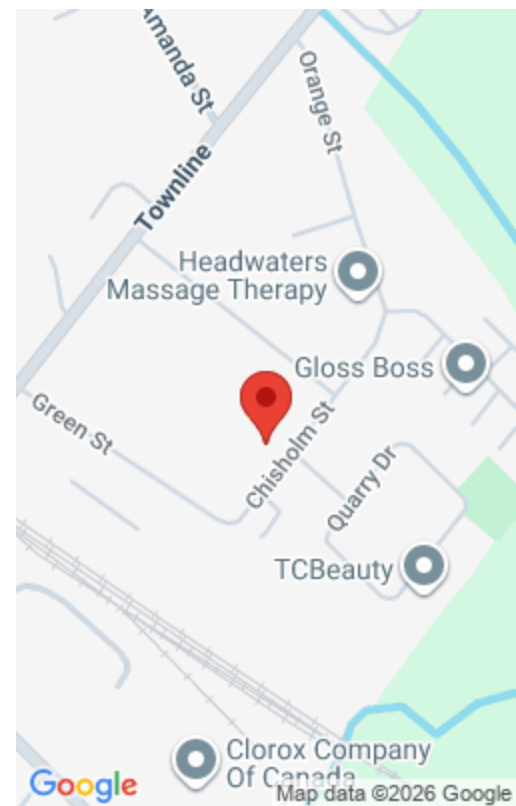 Amanda St
Orange St
Townline
Headwaters
Massage Therapy
Gloss Boss
Green St
Chisholm St
Quarry Dr
TCBeauty
Clorox Company
Of Canada
Google
Map data ©2026 Google